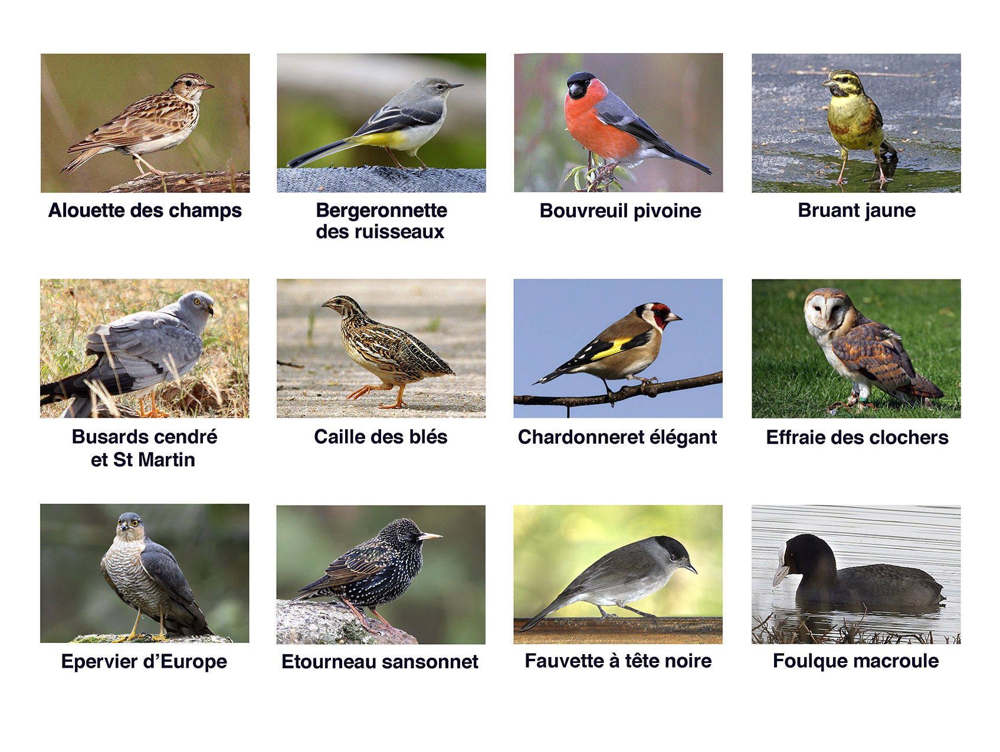 Alouette des champs
Bergeronnette
des ruisseaux
Bouvreuil pivoine
Bruant jaune
Busards cendré
et St Martin
Caille des blés
Chardonneret élégant
Effraie des clochers
Epervier d’Europe
Etourneau sansonnet
Fauvette à tête noire
Foulque macroule